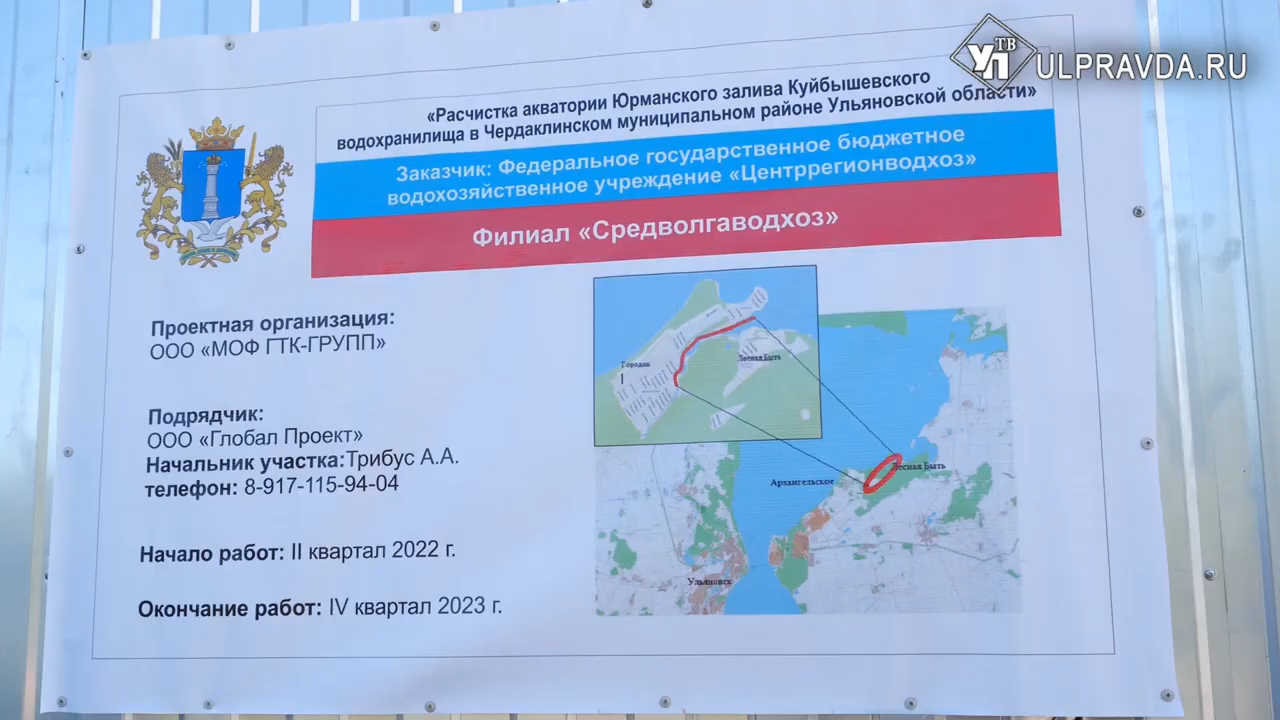 УП ТВ ULPRAVDA.RU
«Расчистка акватории Юрманского залива Куйбышевского
водохранилища в Чердаклинском муниципальном районе Ульяновской области»
Заказчик: Федеральное государственное бюджетное
водохозяйственное учреждение «Центррегионводхоз»
Филиал «Средволгаводхоз»
Проектная организация:
ООО «МОФ ГТК-ГРУПП»
Подрядчик:
ООО «Глобал Проект»
Начальник участка:Трибус А.А.
телефон: 8-917-115-94-04
Начало работ: II квартал 2022 г.
Окончание работ: IV квартал 2023 г.
Городок
Лесная Быть
Лесная Быть
Архангельское
Ульяновск